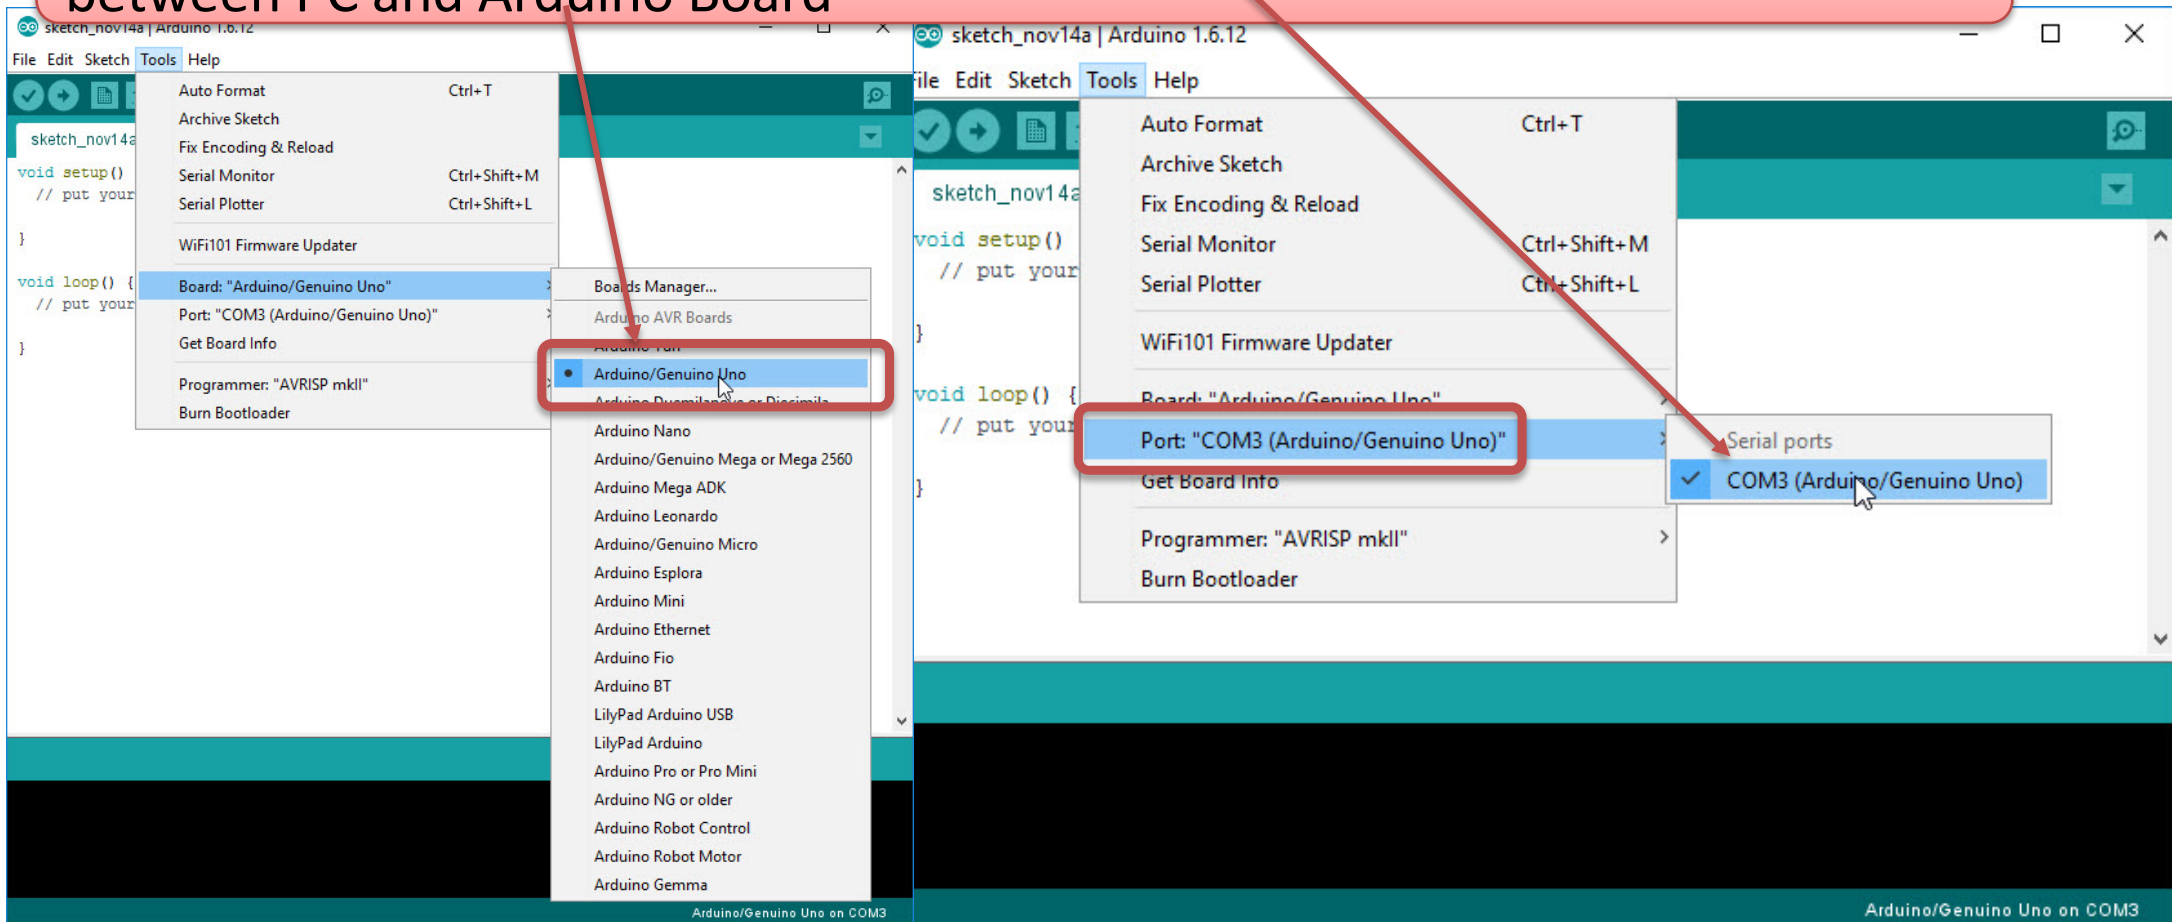 between PC and Arduino Board
sketch_nov14a | Arduino 1.6.12
File Edit Sketch Tools Help
Auto Format Ctrl+T
Archive Sketch
Fix Encoding & Reload
Serial Monitor Ctrl+Shift+M
Serial Plotter Ctrl+Shift+L
WiFi101 Firmware Updater
Board: "Arduino/Genuino Uno"
Port: "COM3 (Arduino/Genuino Uno)"
Get Board Info
Programmer: "AVRISP mkII"
Burn Bootloader
sketch_nov14a
void setup()
// put your
}
void loop() {
// put your
}
Boards Manager...
Arduino AVR Boards
Arduino Yún
Arduino/Genuino Uno
Arduino Duemilanove or Diecimila
Arduino Nano
Arduino/Genuino Mega or Mega 2560
Arduino Mega ADK
Arduino Leonardo
Arduino/Genuino Micro
Arduino Esplora
Arduino Mini
Arduino Ethernet
Arduino Fio
Arduino BT
LilyPad Arduino USB
LilyPad Arduino
Arduino Pro or Pro Mini
Arduino NG or older
Arduino Robot Control
Arduino Robot Motor
Arduino Gemma
Arduino/Genuino Uno on COM3
sketch_nov14a | Arduino 1.6.12
File Edit Sketch Tools Help
Auto Format Ctrl+T
Archive Sketch
Fix Encoding & Reload
Serial Monitor Ctrl+Shift+M
Serial Plotter Ctrl+Shift+L
WiFi101 Firmware Updater
Board: "Arduino/Genuino Uno"
Port: "COM3 (Arduino/Genuino Uno)"
Get Board Info
Programmer: "AVRISP mkII"
Burn Bootloader
sketch_nov14a
void setup()
// put your
}
void loop() {
// put your
}
Serial ports
COM3 (Arduino/Genuino Uno)
Arduino/Genuino Uno on COM3